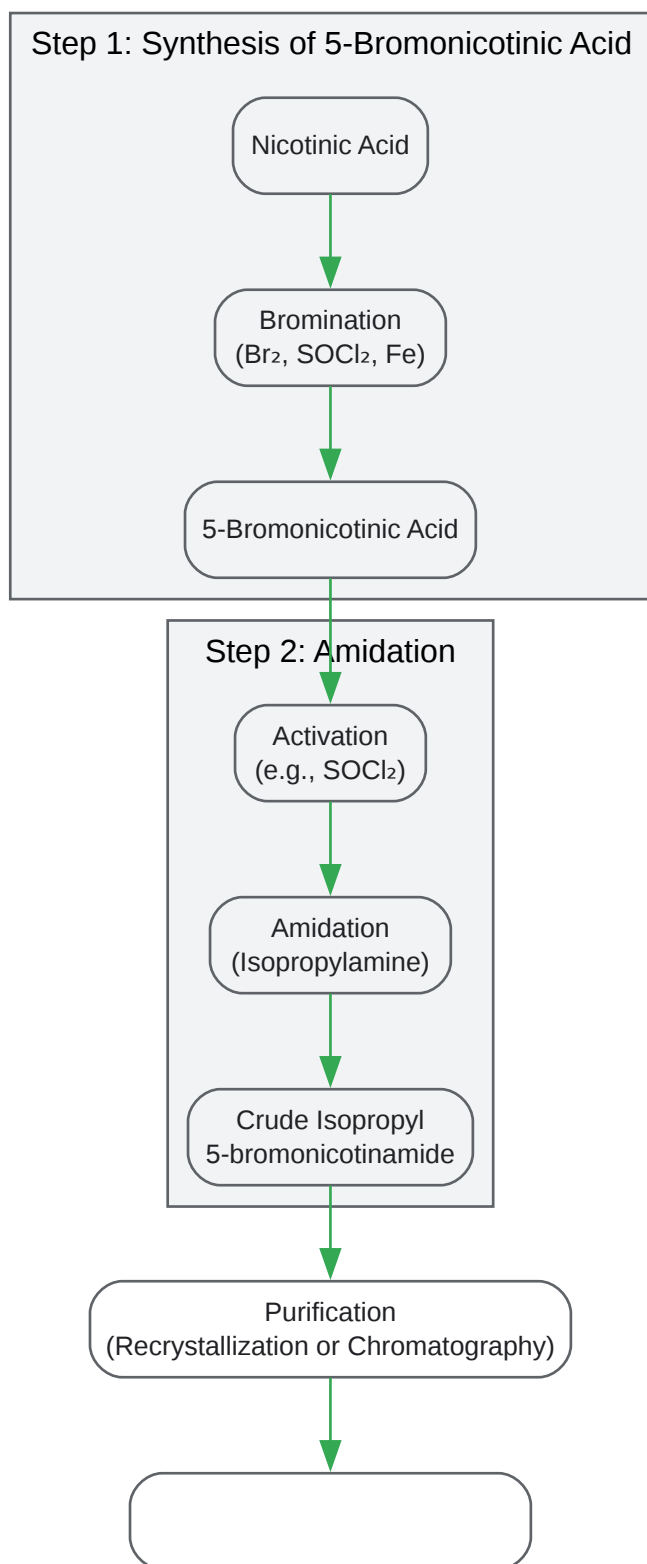 Step 1: Synthesis of 5-Bromonicotinic Acid
Nicotinic Acid
Bromination
(Br₂, SOCl₂, Fe)
5-Bromonicotinic Acid
Step 2: Amidation
Activation
(e.g., SOCl₂)
Amidation
(Isopropylamine)
Crude Isopropyl
5-bromonicotinamide
Purification
(Recrystallization or Chromatography)